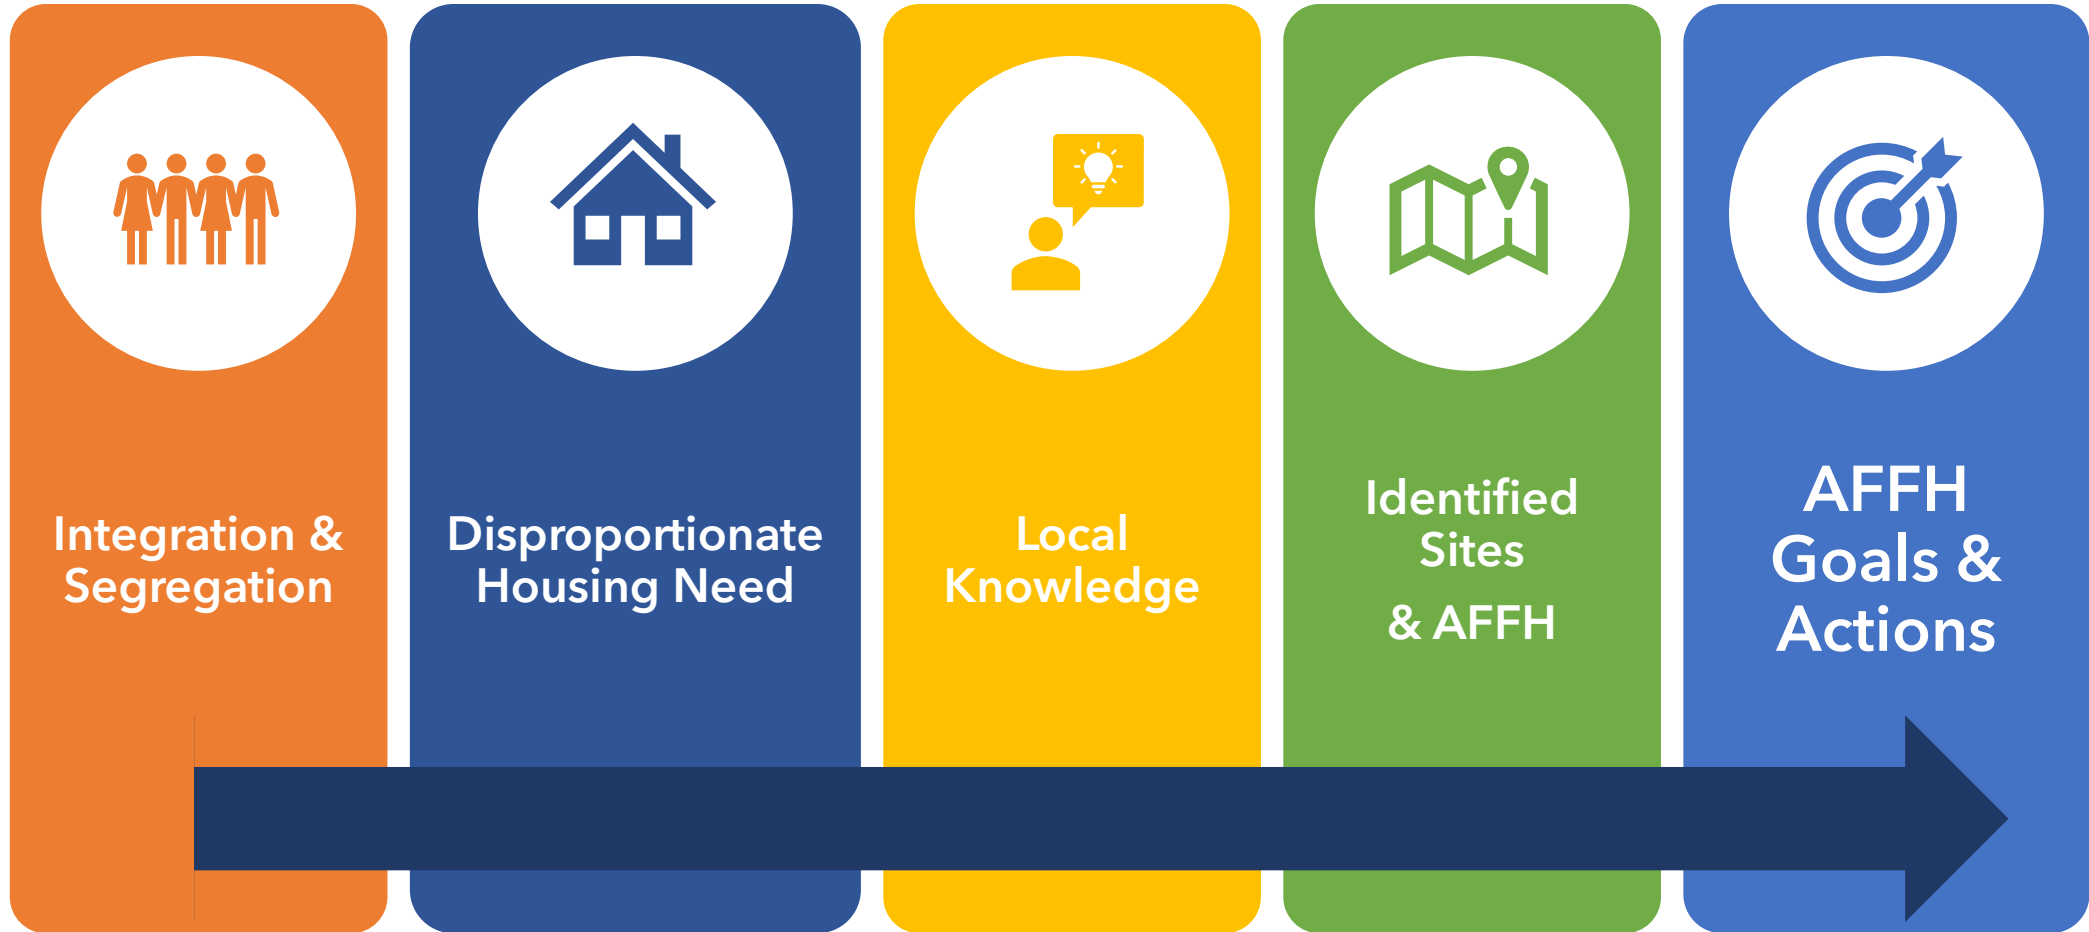 Integration &
Segregation
Disproportionate
Housing Need
Local
Knowledge
Identified
Sites
& AFFH
AFFH
Goals &
Actions